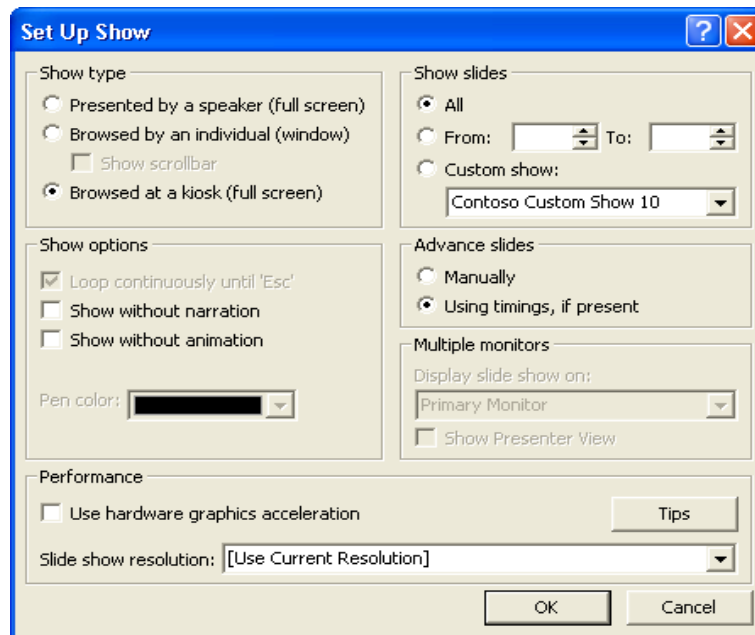 Set Up Show
Show type
Presented by a speaker (full screen)
Browsed by an individual (window)
Show scrollbar
Browsed at a kiosk (full screen)
Show slides
All
From: To:
Custom show:
Contoso Custom Show 10
Show options
Loop continuously until 'Esc'
Show without narration
Show without animation
Pen color:
Advance slides
Manually
Using timings, if present
Multiple monitors
Display slide show on:
Primary Monitor
Show Presenter View
Performance
Use hardware graphics acceleration
Tips
Slide show resolution: [Use Current Resolution]
OK Cancel